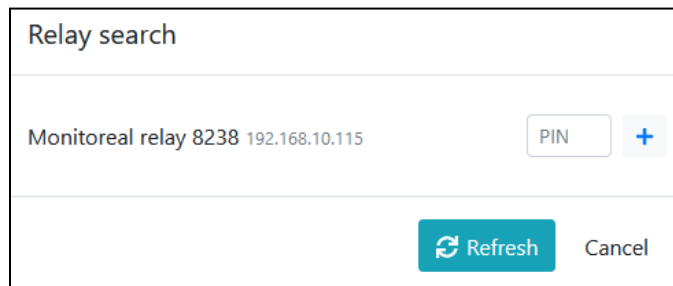 Relay search
Monitoreal relay 8238 192.168.10.115 PIN +
Refresh Cancel